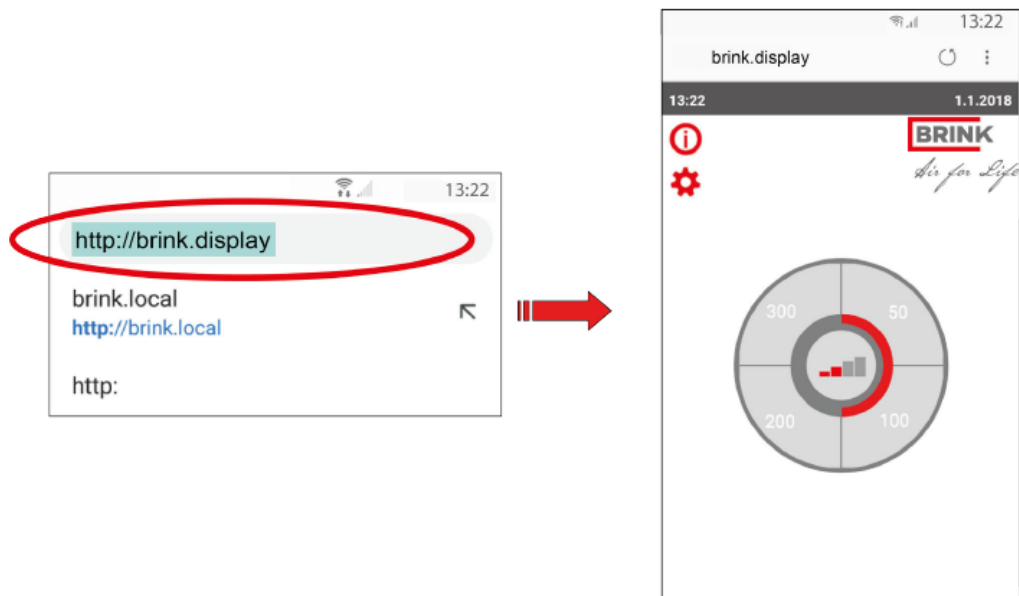 13:22
http://brink.display
brink.local
http://brink.local
http:
13:22
brink.display
13:22 1.1.2018
BRINK
Air for Life
300 50
200 100